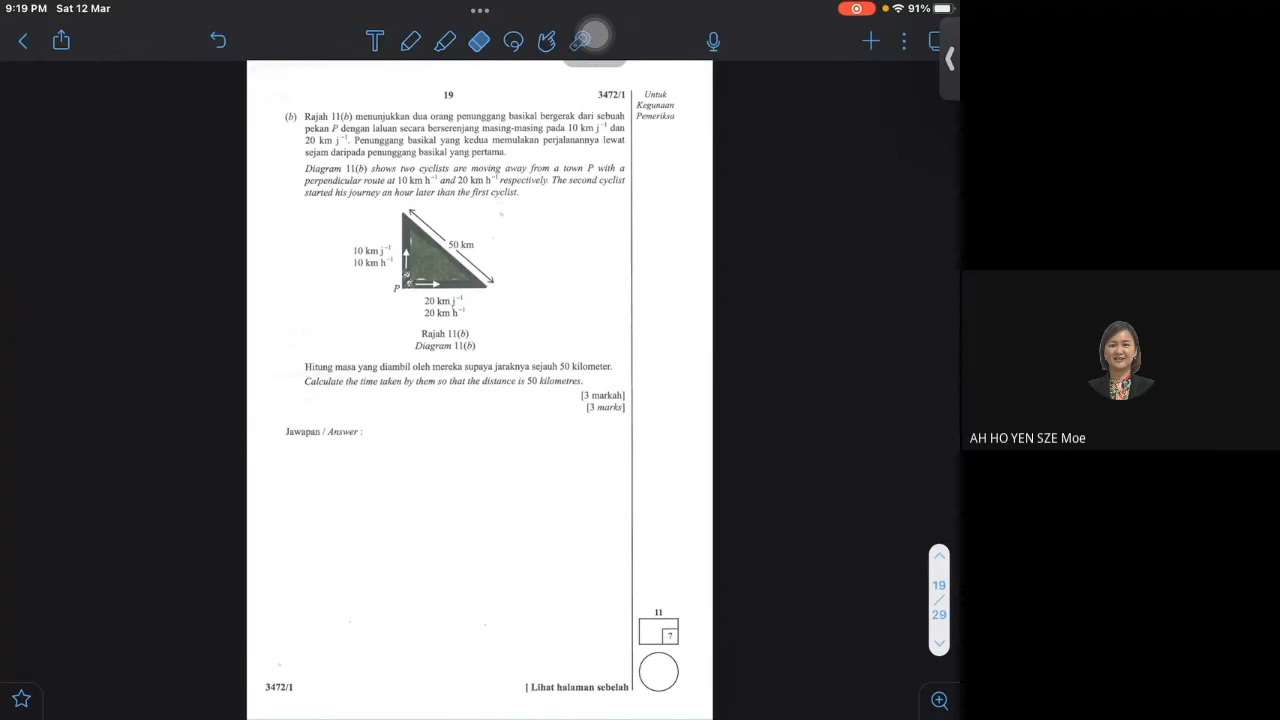 9:19 PM Sat 12 Mar
91%
19 3472/1
Untuk
Kegunaan
Pemeriksa
(b) Rajah 11(b) menunjukkan dua orang penunggang basikal bergerak dari sebuah
pekan P dengan laluan secara berserenjang masing-masing pada 10 km j⁻¹ dan
20 km j⁻¹. Penunggang basikal yang kedua memulakan perjalanannya lewat
sejam daripada penunggang basikal yang pertama.
Diagram 11(b) shows two cyclists are moving away from a town P with a
perpendicular route at 10 km h⁻¹ and 20 km h⁻¹ respectively. The second cyclist
started his journey an hour later than the first cyclist.
50 km
10 km j⁻¹
10 km h⁻¹
P
20 km j⁻¹
20 km h⁻¹
Rajah 11(b)
Diagram 11(b)
Hitung masa yang diambil oleh mereka supaya jaraknya sejauh 50 kilometer.
Calculate the time taken by them so that the distance is 50 kilometres.
[3 markah]
[3 marks]
Jawapan / Answer :
11
7
3472/1 [ Lihat halaman sebelah
19
29
AH HO YEN SZE Moe